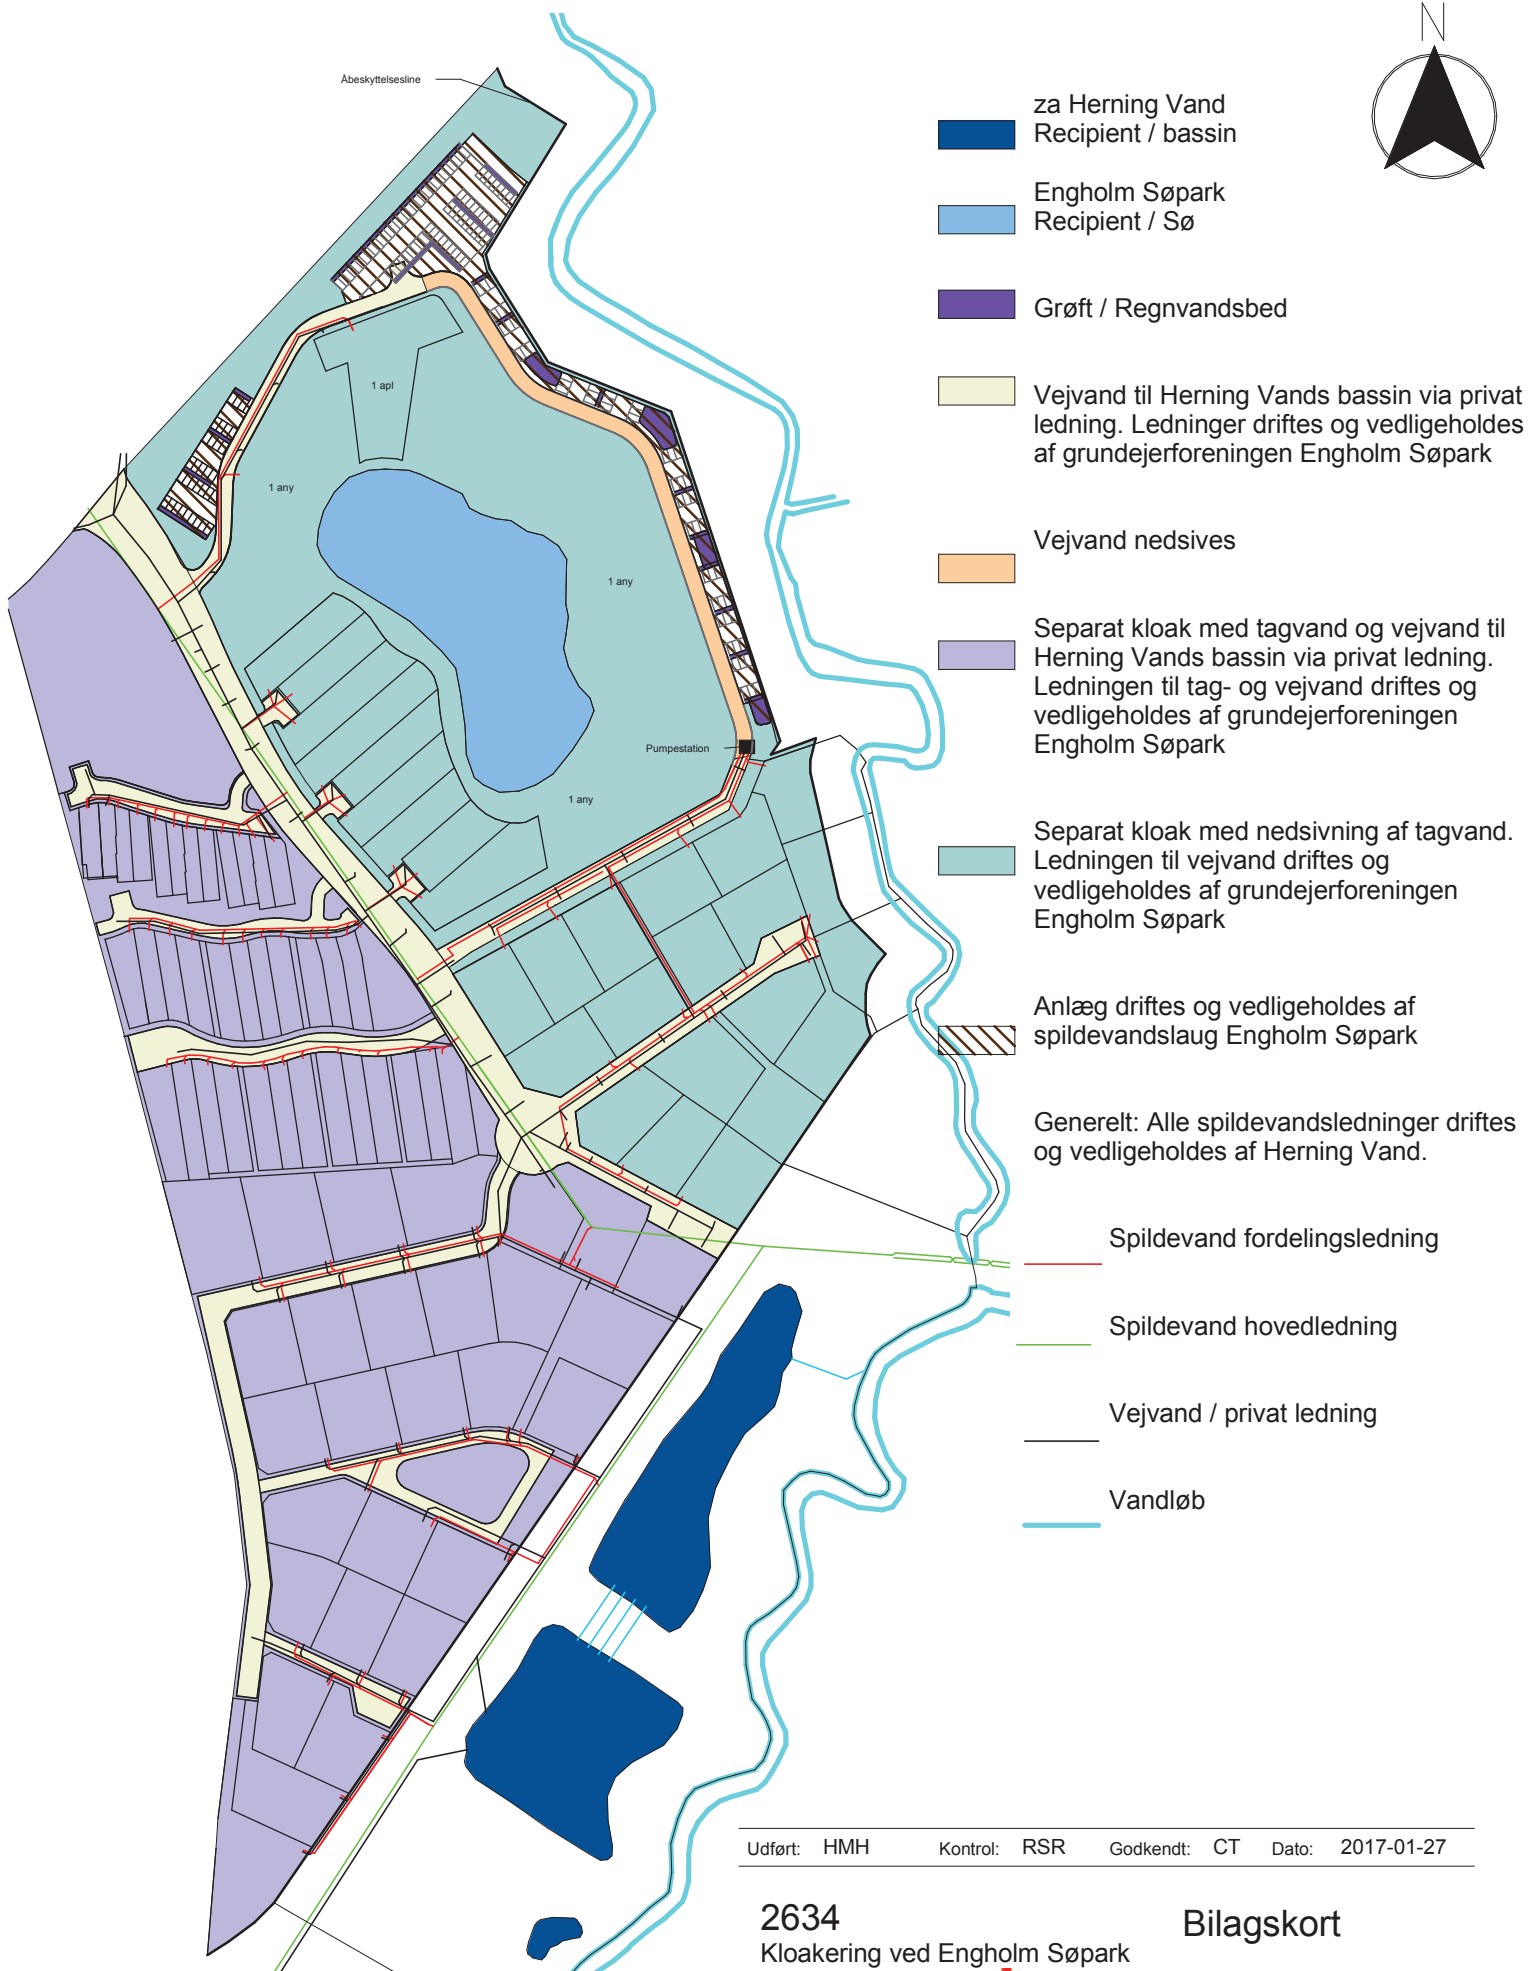 N
Åbeskyttelsesline
za Herning Vand
Recipient / bassin
Engholm Søpark
Recipient / Sø
Grøft / Regnvandsbed
Vejvand til Herning Vands bassin via privat
ledning. Ledninger driftes og vedligeholdes
af grundejerforeningen Engholm Søpark
Vejvand nedsives
Separat kloak med tagvand og vejvand til
Herning Vands bassin via privat ledning.
Ledningen til tag- og vejvand driftes og
vedligeholdes af grundejerforeningen
Engholm Søpark
Separat kloak med nedsivning af tagvand.
Ledningen til vejvand driftes og
vedligeholdes af grundejerforeningen
Engholm Søpark
Anlæg driftes og vedligeholdes af
spildevandslaug Engholm Søpark
Generelt: Alle spildevandsledninger driftes
og vedligeholdes af Herning Vand.
Spildevand fordelingsledning
Spildevand hovedledning
Vejvand / privat ledning
Vandløb
1 apl
1 any
1 any
Pumpestation
1 any
Udført: HMH Kontrol: RSR Godkendt: CT Dato: 2017-01-27
2634
Kloakering ved Engholm Søpark
Bilagskort